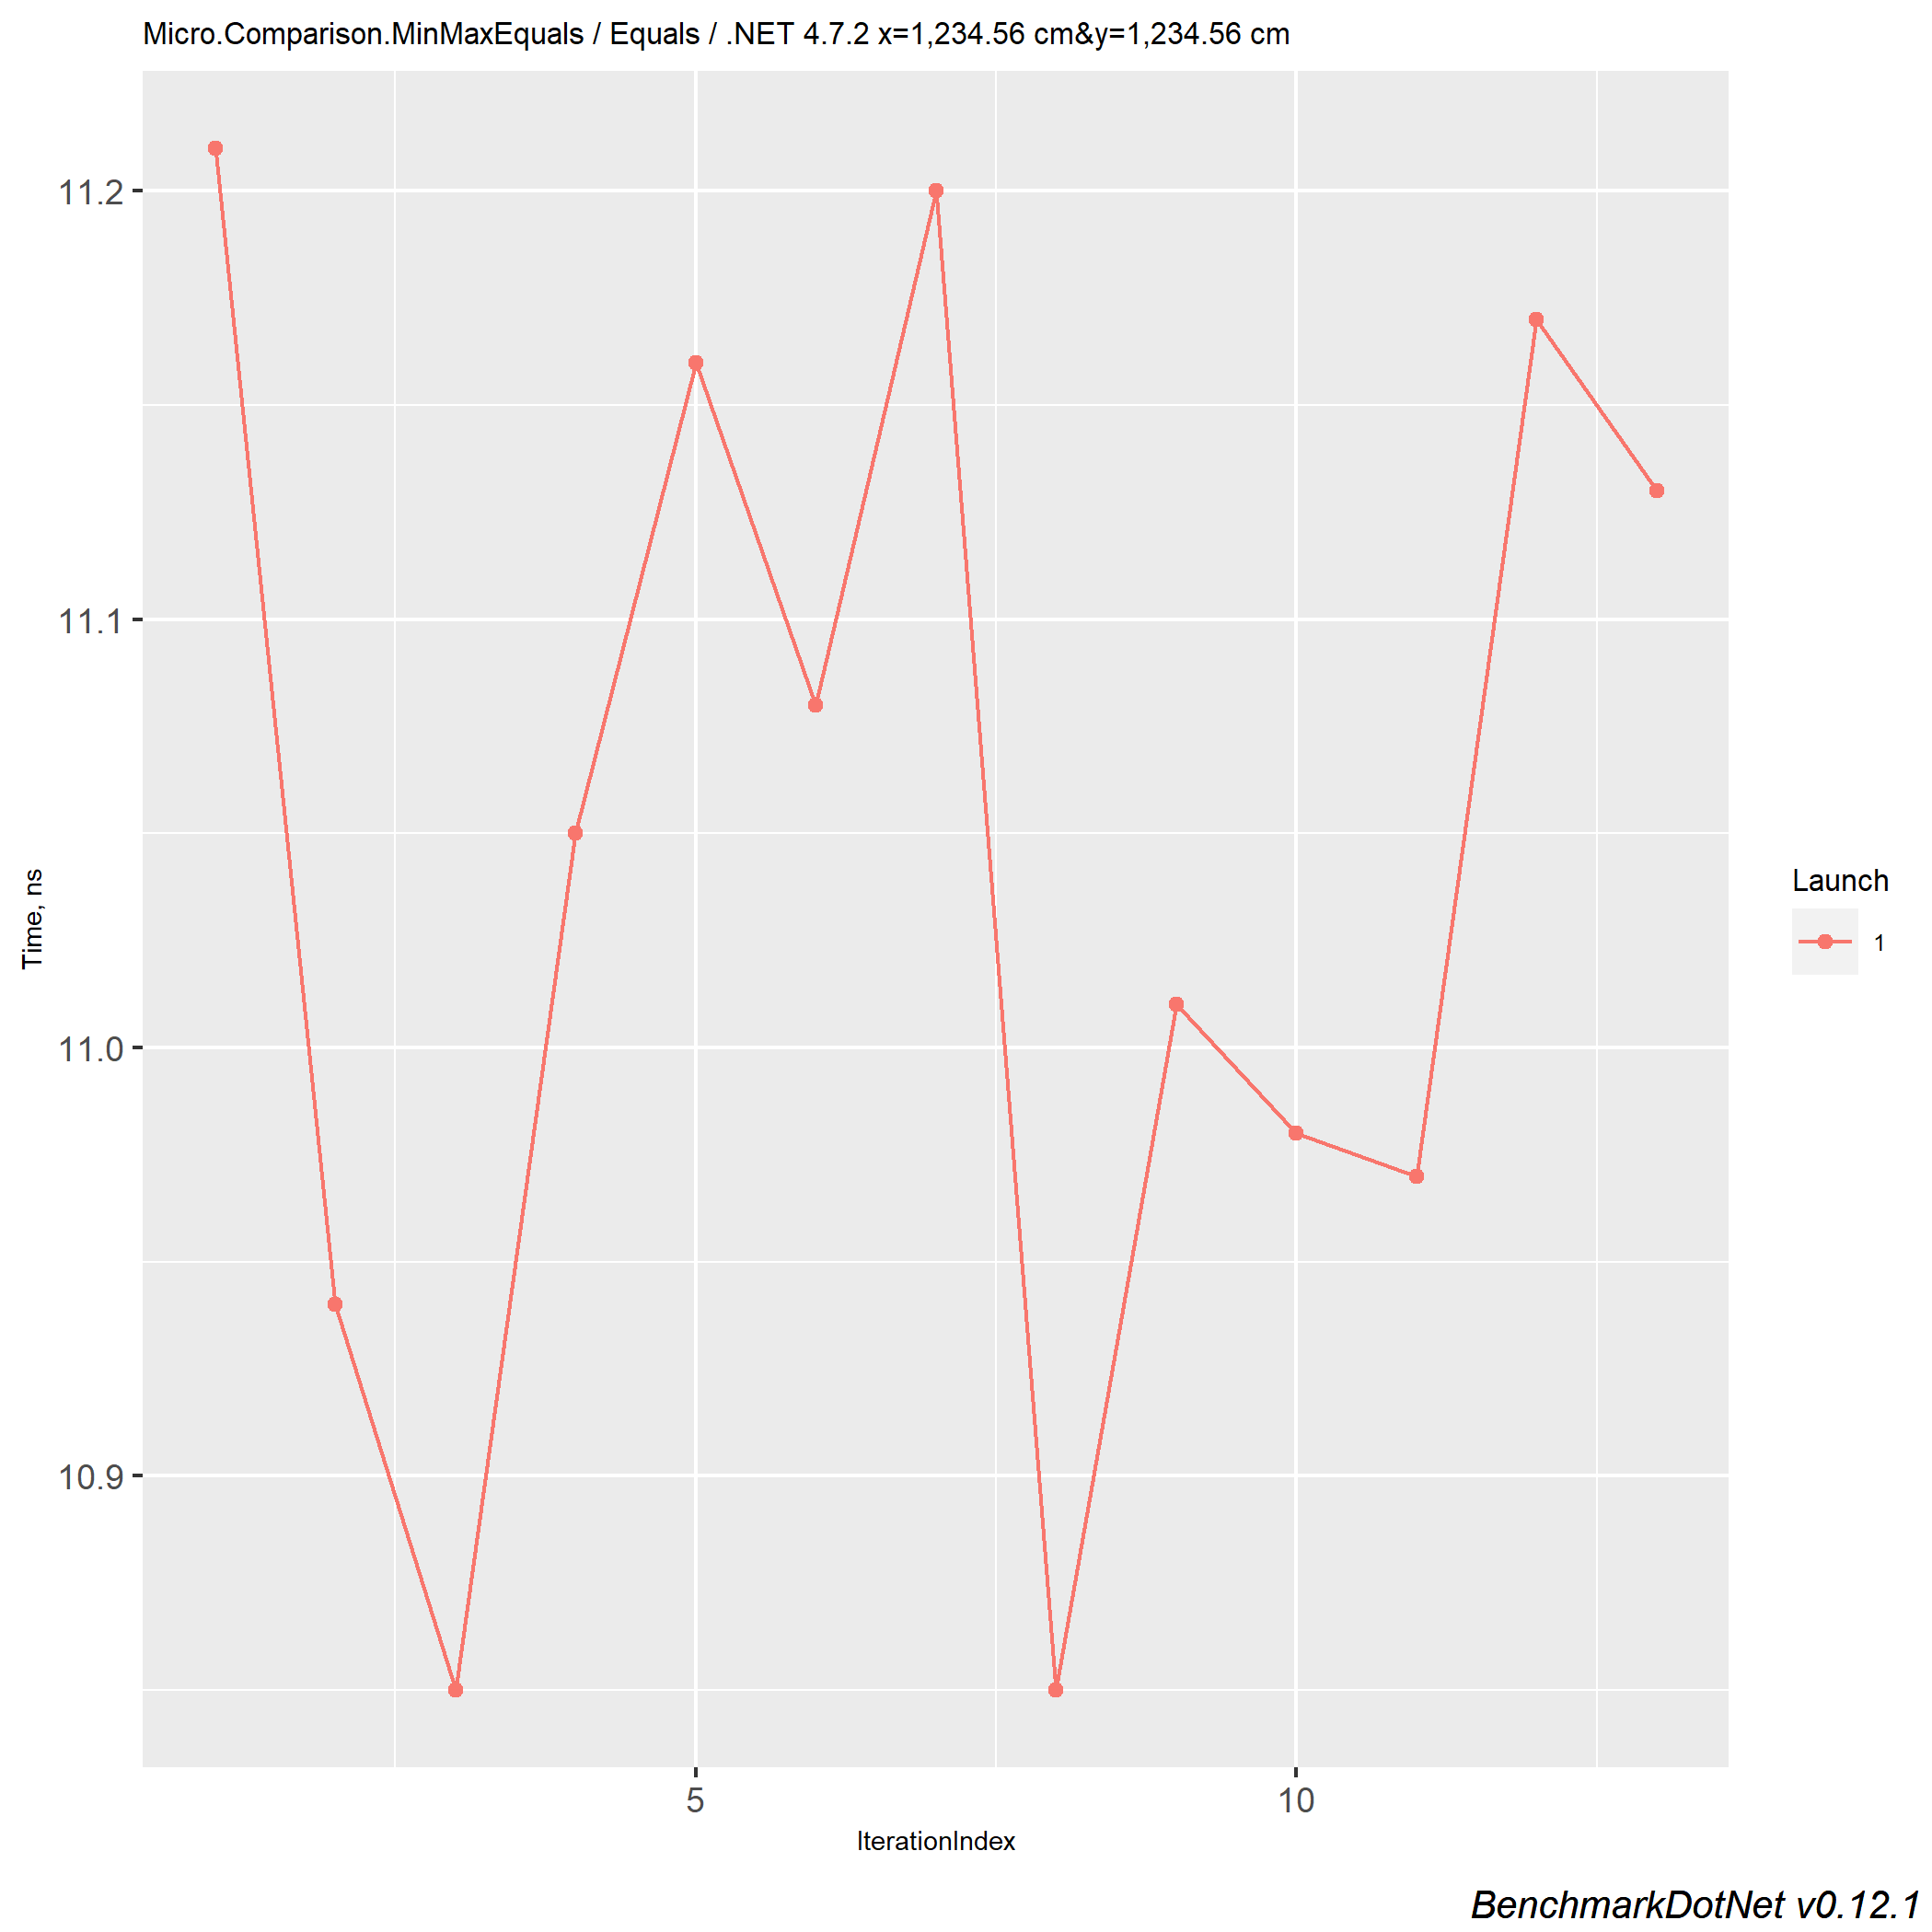 Micro.Comparison.MinMaxEquals / Equals / .NET 4.7.2 x=1,234.56 cm&y=1,234.56 cm
11.2
11.1
11.0
10.9
Time, ns
5
10
IterationIndex
Launch
1
BenchmarkDotNet v0.12.1